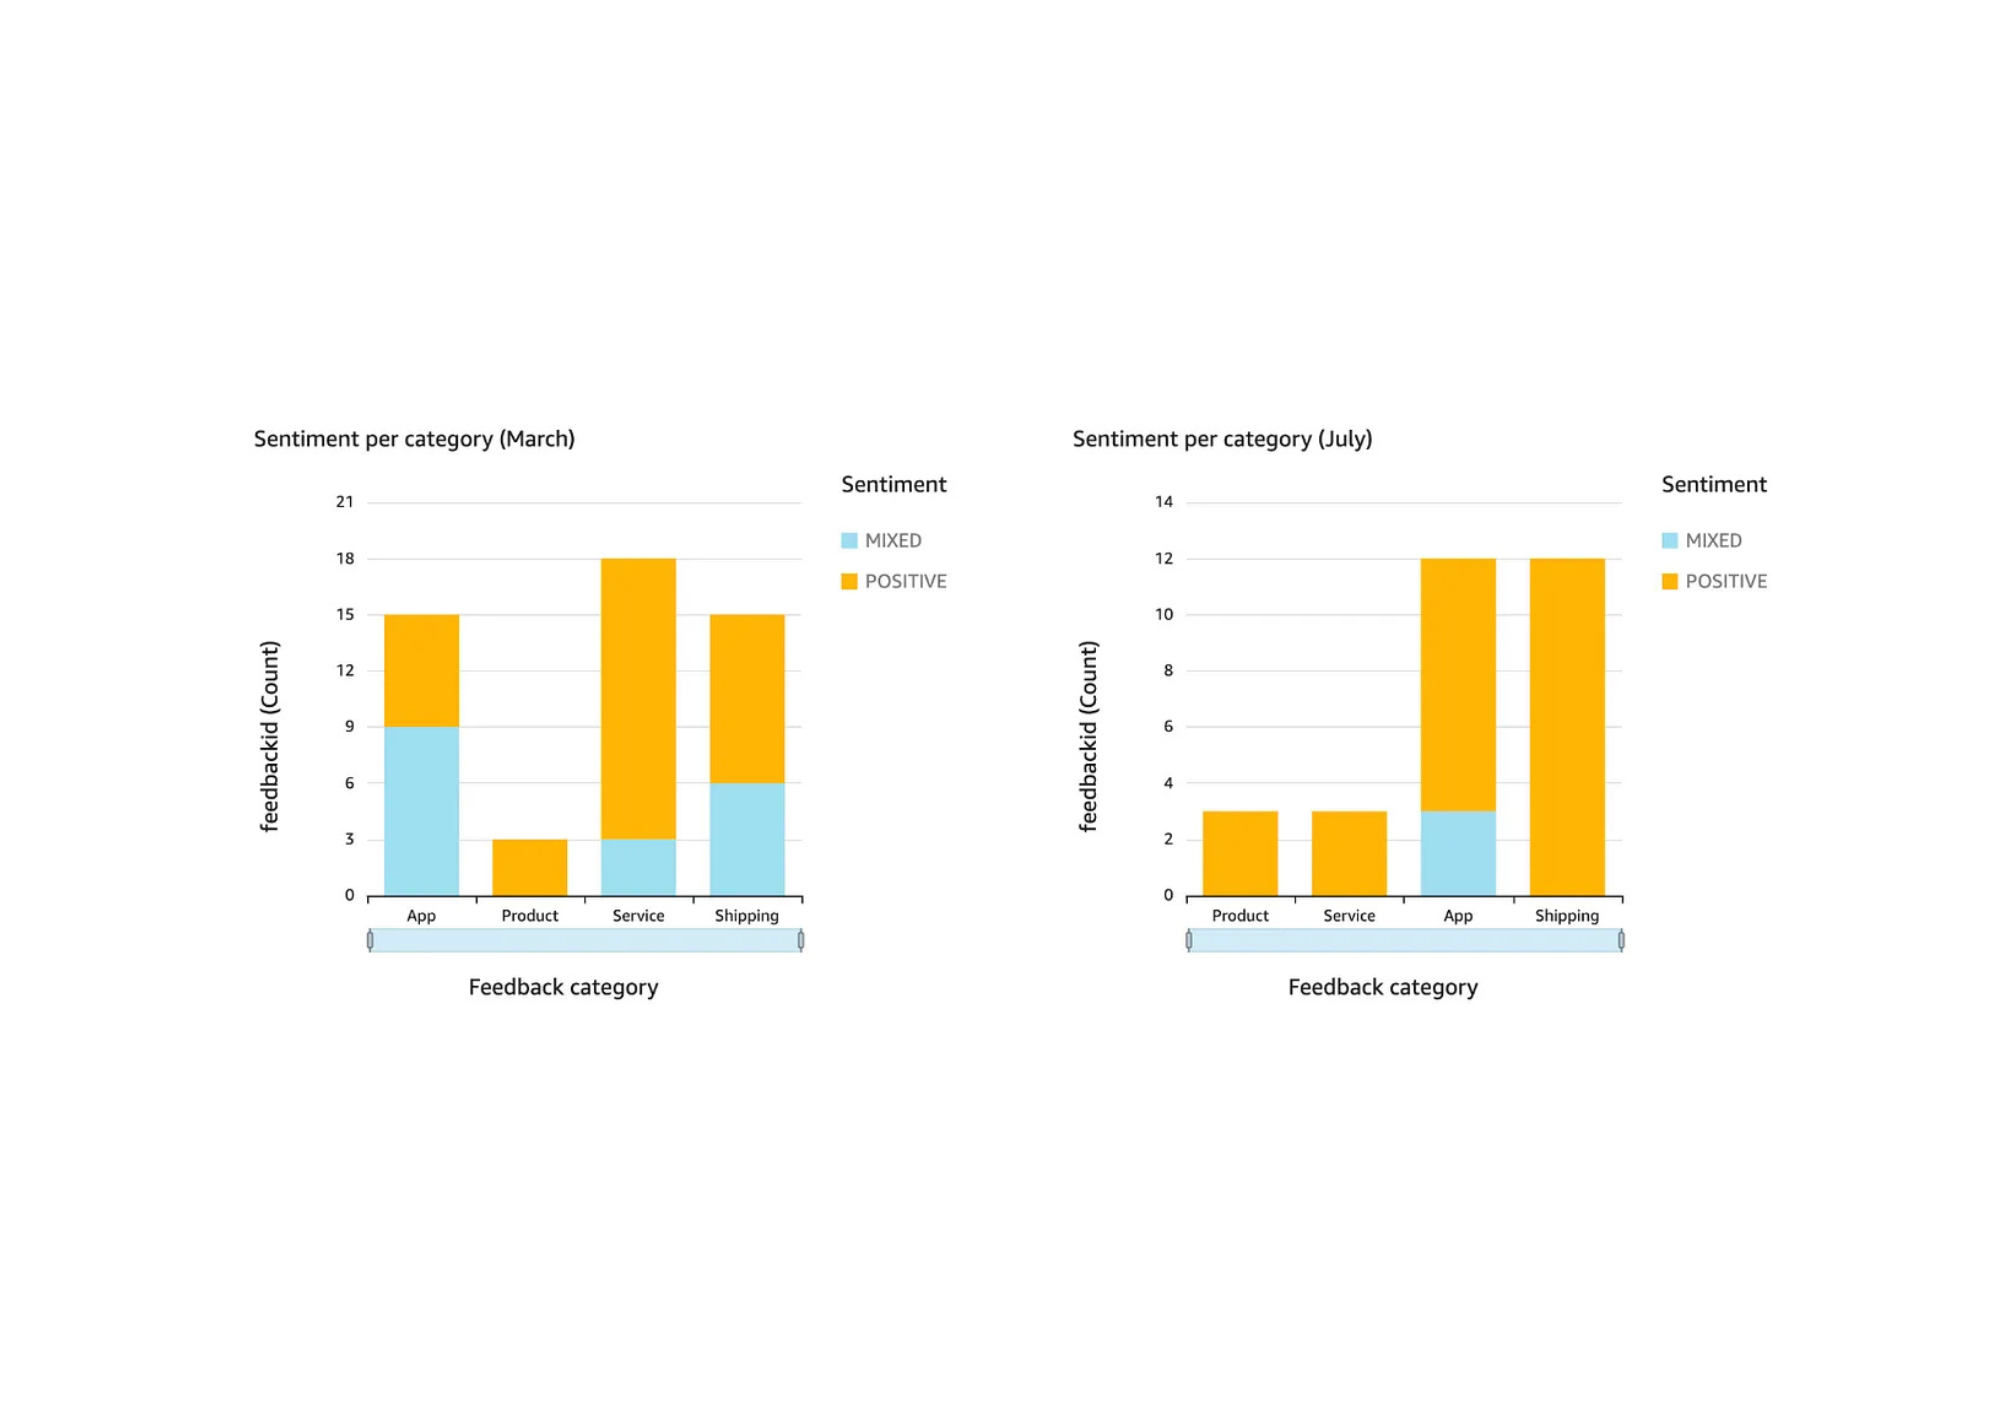 Sentiment per category (March)
Sentiment
MIXED
POSITIVE
21
18
15
12
9
6
3
0
feedbackid (Count)
App Product Service Shipping
Feedback category
Sentiment per category (July)
Sentiment
MIXED
POSITIVE
14
12
10
8
6
4
2
0
feedbackid (Count)
Product Service App Shipping
Feedback category